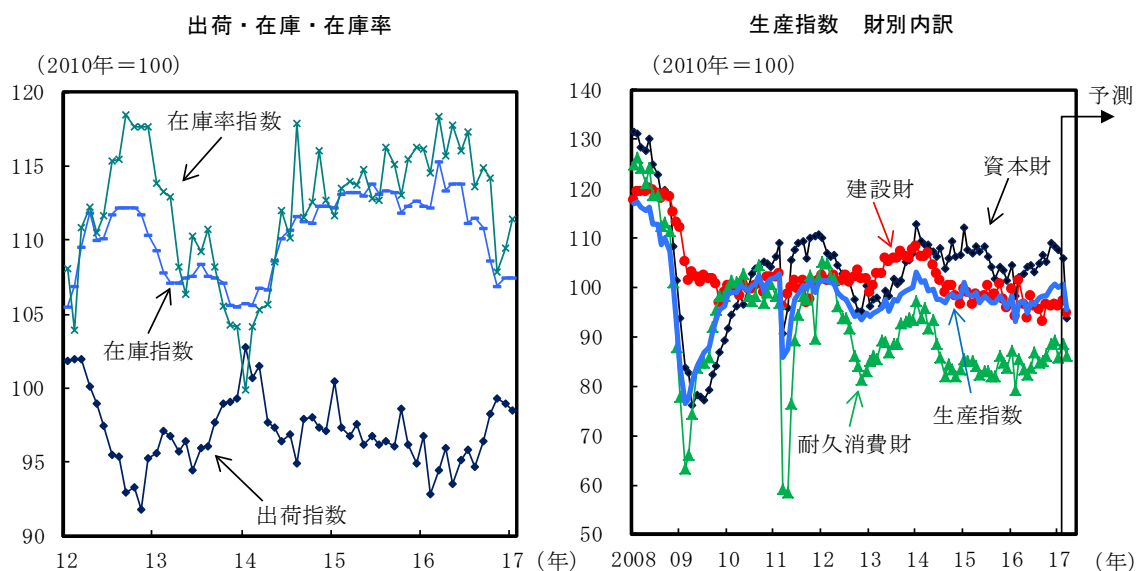 出荷・在庫・在庫率
（2010年＝100）
120
115
110
105
100
95
90
在庫率指数
在庫指数
出荷指数
12 13 14 15 16 17 （年）
生産指数　財別内訳
（2010年＝100）
140
130
120
110
100
90
80
70
60
50
予測
資本財
建設財
生産指数
耐久消費財
2008 09 10 11 12 13 14 15 16 17 （年）